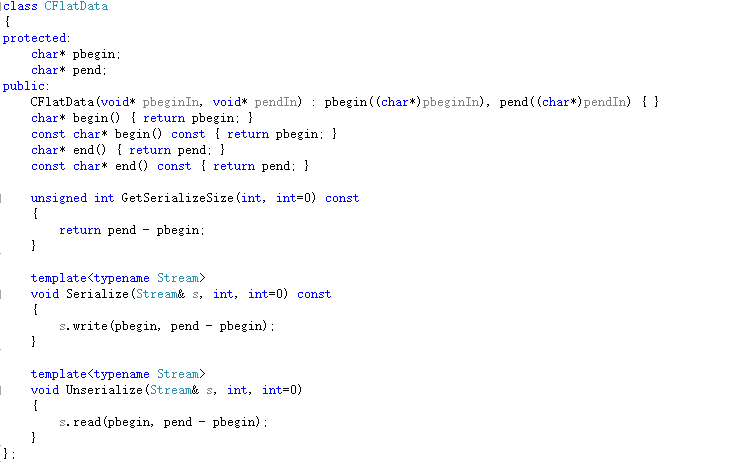 class CFlatData
{
protected:
    char* pbegin;
    char* pend;
public:
    CFlatData(void* pbeginIn, void* pendIn) : pbegin((char*)pbeginIn), pend((char*)pendIn) { }
    char* begin() { return pbegin; }
    const char* begin() const { return pbegin; }
    char* end() { return pend; }
    const char* end() const { return pend; }

    unsigned int GetSerializeSize(int, int=0) const
    {
        return pend - pbegin;
    }

    template<typename Stream>
    void Serialize(Stream& s, int, int=0) const
    {
        s.write(pbegin, pend - pbegin);
    }

    template<typename Stream>
    void Unserialize(Stream& s, int, int=0)
    {
        s.read(pbegin, pend - pbegin);
    }
};